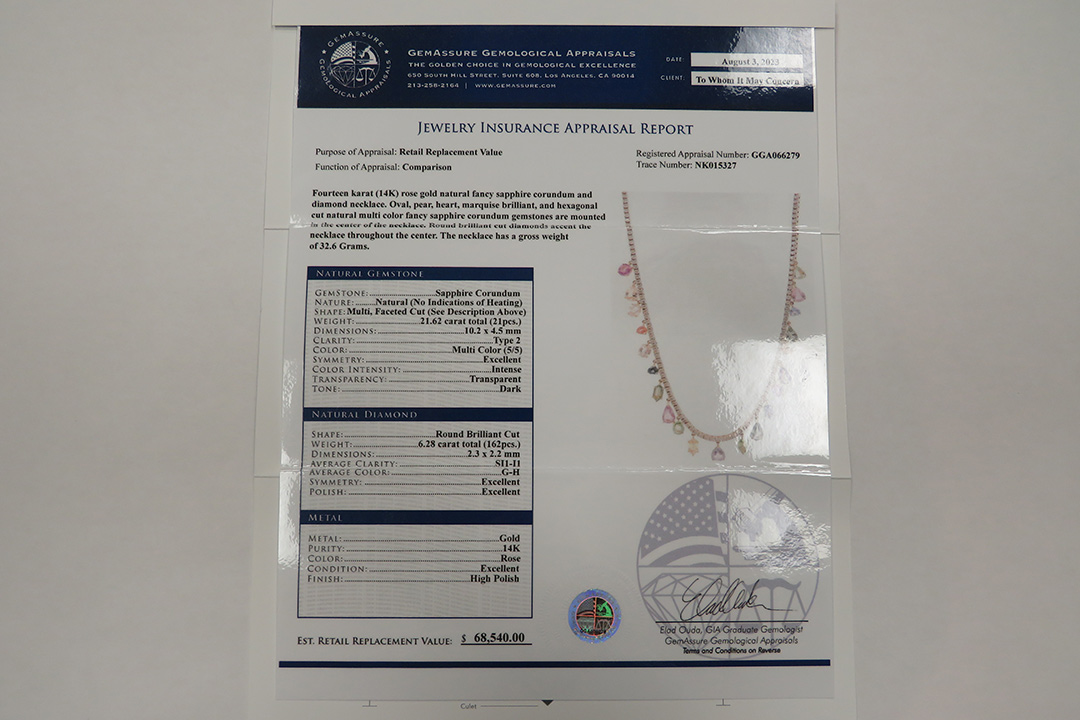 GEMASSURE
GEMOLOGICAL APPRAISALS
GEMASSURE GEMOLOGICAL APPRAISALS
THE GOLDEN CHOICE IN GEMOLOGICAL EXCELLENCE
650 SOUTH HILL STREET, SUITE 608, LOS ANGELES, CA 90014
213-258-2164 | WWW.GEMASSURE.COM
DATE: August 3, 2023
CLIENT: To Whom It May Concern
JEWELRY INSURANCE APPRAISAL REPORT
Purpose of Appraisal: Retail Replacement Value
Function of Appraisal: Comparison
Registered Appraisal Number: GGA066279
Trace Number: NK015327
Fourteen karat (14K) rose gold natural fancy sapphire corundum and
diamond necklace. Oval, pear, heart, marquise brilliant, and hexagonal
cut natural multi color fancy sapphire corundum gemstones are mounted
in the center of the necklace. Round brilliant cut diamonds accent the
necklace throughout the center. The necklace has a gross weight
of 32.6 Grams.
NATURAL GEMSTONE
GEMSTONE: Sapphire Corundum
NATURE: Natural (No Indications of Heating)
SHAPE: Multi, Faceted Cut (See Description Above)
WEIGHT: 21.62 carat total (21pcs.)
DIMENSIONS: 10.2 x 4.5 mm
CLARITY: Type 2
COLOR: Multi Color (5/5)
SYMMETRY: Excellent
COLOR INTENSITY: Intense
TRANSPARENCY: Transparent
TONE: Dark
NATURAL DIAMOND
SHAPE: Round Brilliant Cut
WEIGHT: 6.28 carat total (162pcs.)
DIMENSIONS: 2.3 x 2.2 mm
AVERAGE CLARITY: SI1-I1
AVERAGE COLOR: G-H
SYMMETRY: Excellent
POLISH: Excellent
METAL
METAL: Gold
PURITY: 14K
COLOR: Rose
CONDITION: Excellent
FINISH: High Polish
EST. RETAIL REPLACEMENT VALUE: $ 68,540.00
Elad Ouda, GIA Graduate Gemologist
GemAssure Gemological Appraisals
Terms and Conditions on Reverse
Culet